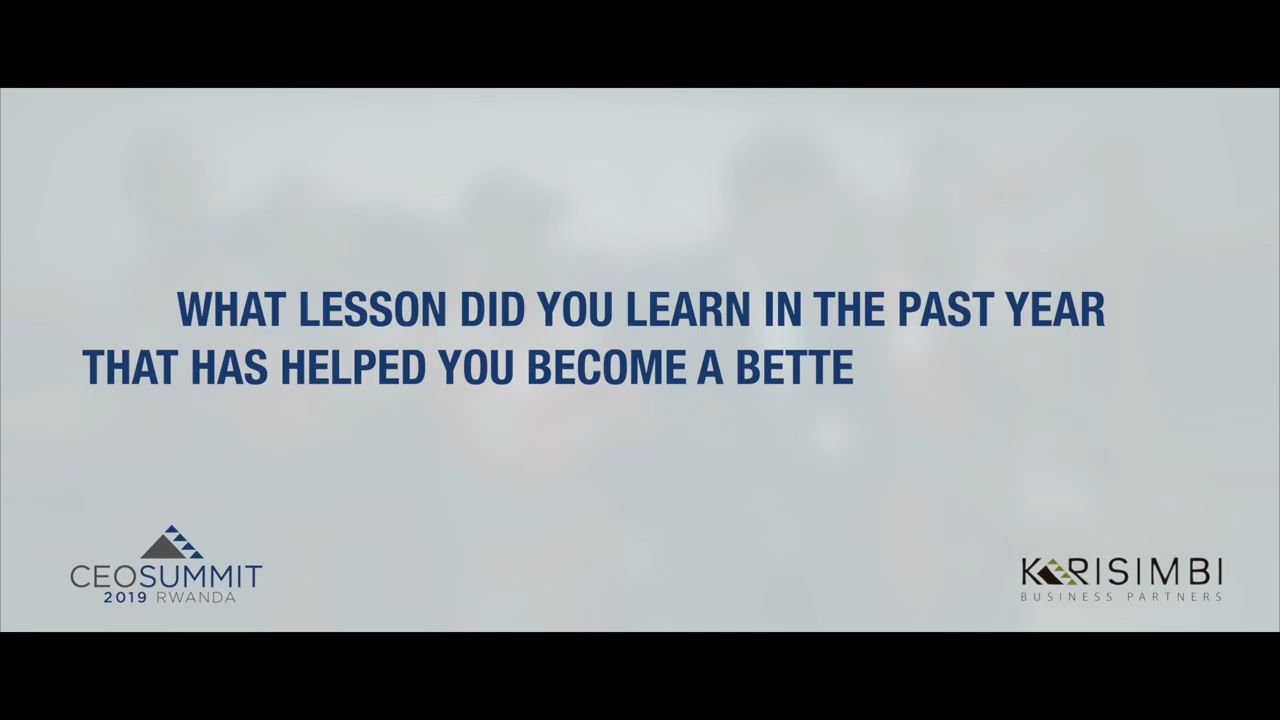 WHAT LESSON DID YOU LEARN IN THE PAST YEAR
THAT HAS HELPED YOU BECOME A BETTE
CEOSUMMIT
2019 RWANDA
KARISIMBI
BUSINESS PARTNERS